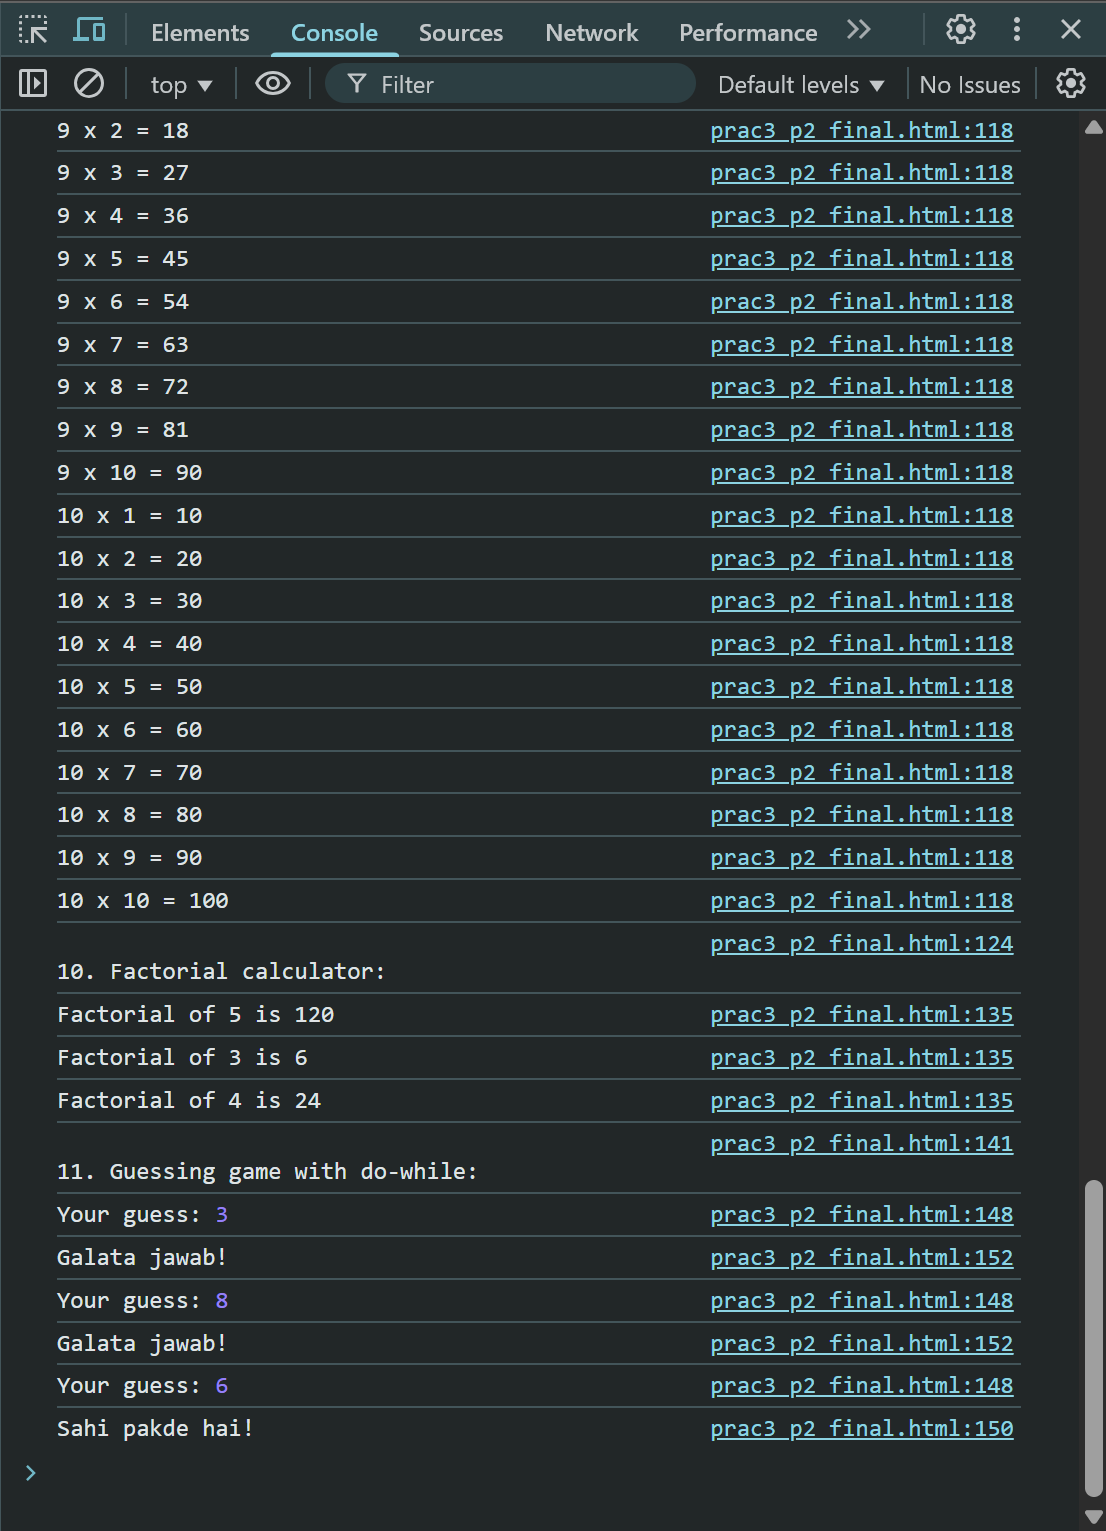 Elements Console Sources Network Performance
top Filter Default levels No Issues
9 x 2 = 18 prac3_p2_final.html:118
9 x 3 = 27 prac3_p2_final.html:118
9 x 4 = 36 prac3_p2_final.html:118
9 x 5 = 45 prac3_p2_final.html:118
9 x 6 = 54 prac3_p2_final.html:118
9 x 7 = 63 prac3_p2_final.html:118
9 x 8 = 72 prac3_p2_final.html:118
9 x 9 = 81 prac3_p2_final.html:118
9 x 10 = 90 prac3_p2_final.html:118
10 x 1 = 10 prac3_p2_final.html:118
10 x 2 = 20 prac3_p2_final.html:118
10 x 3 = 30 prac3_p2_final.html:118
10 x 4 = 40 prac3_p2_final.html:118
10 x 5 = 50 prac3_p2_final.html:118
10 x 6 = 60 prac3_p2_final.html:118
10 x 7 = 70 prac3_p2_final.html:118
10 x 8 = 80 prac3_p2_final.html:118
10 x 9 = 90 prac3_p2_final.html:118
10 x 10 = 100 prac3_p2_final.html:118
prac3_p2_final.html:124
10. Factorial calculator:
Factorial of 5 is 120 prac3_p2_final.html:135
Factorial of 3 is 6 prac3_p2_final.html:135
Factorial of 4 is 24 prac3_p2_final.html:135
prac3_p2_final.html:141
11. Guessing game with do-while:
Your guess: 3 prac3_p2_final.html:148
Galata jawab! prac3_p2_final.html:152
Your guess: 8 prac3_p2_final.html:148
Galata jawab! prac3_p2_final.html:152
Your guess: 6 prac3_p2_final.html:148
Sahi pakde hai! prac3_p2_final.html:150